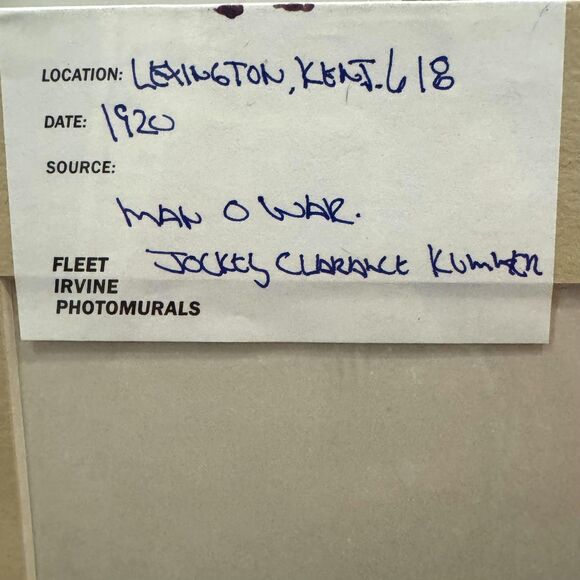 LOCATION: LEXINGTON, KENT. 618
DATE: 1920
SOURCE:
MAN O WAR.
JOCKEY CLARANCE KUMMER
FLEET
IRVINE
PHOTOMURALS